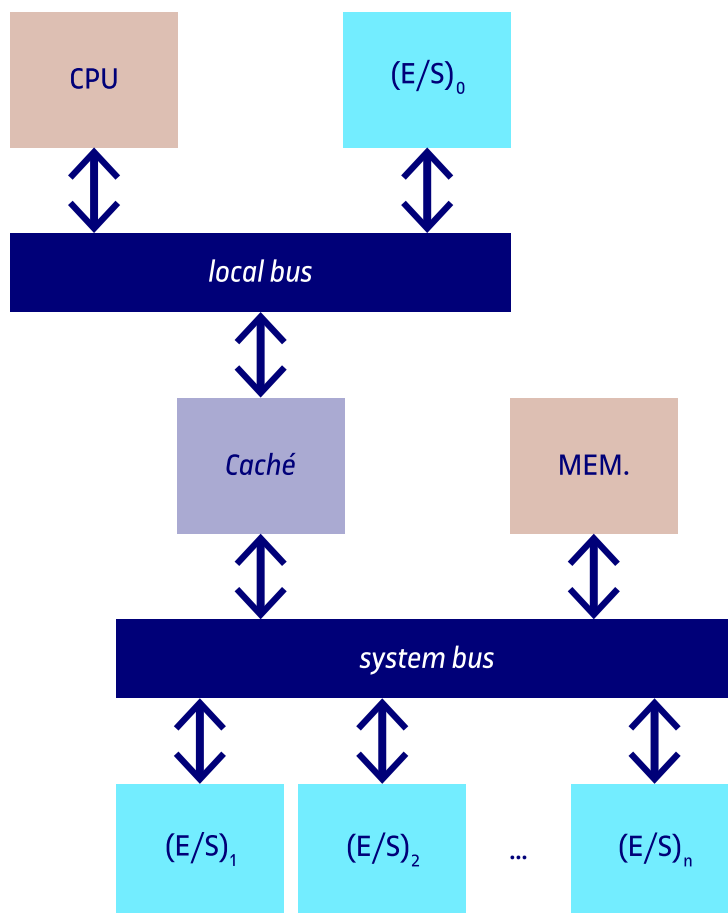 CPU
(E/S)₀
local bus
Caché
MEM.
system bus
(E/S)₁
(E/S)₂
...
(E/S)ₙ